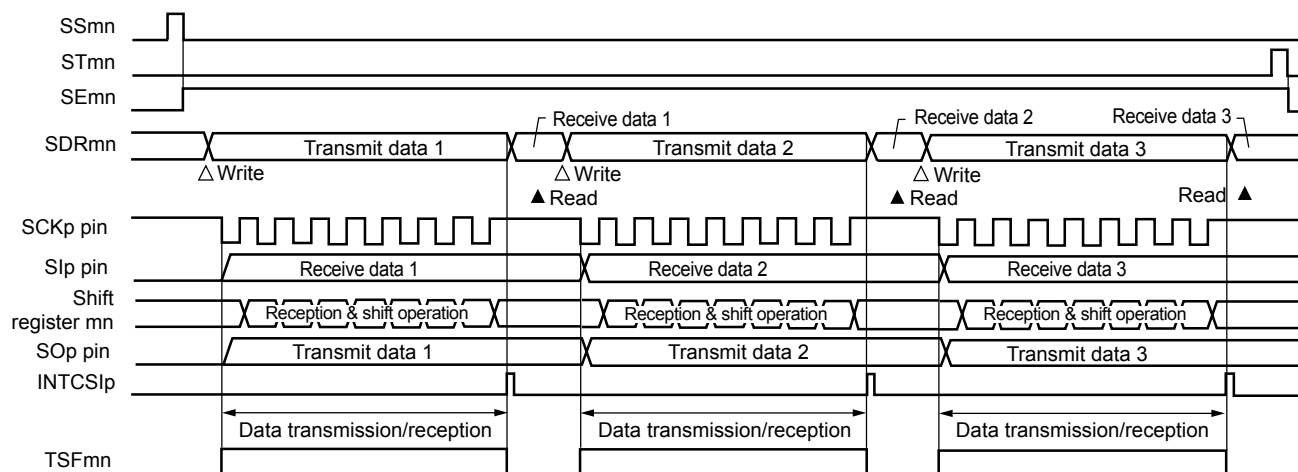 SSmn
STmn
SEmn
Receive data 1
Receive data 2
Receive data 3
SDRmn
Transmit data 1
Transmit data 2
Transmit data 3
△ Write
△ Write
△ Write
▲ Read
▲ Read
Read ▲
SCKp pin
SIp pin
Receive data 1
Receive data 2
Receive data 3
Shift
register mn
Reception & shift operation
Reception & shift operation
Reception & shift operation
SOp pin
Transmit data 1
Transmit data 2
Transmit data 3
INTCSIp
Data transmission/reception
Data transmission/reception
Data transmission/reception
TSFmn